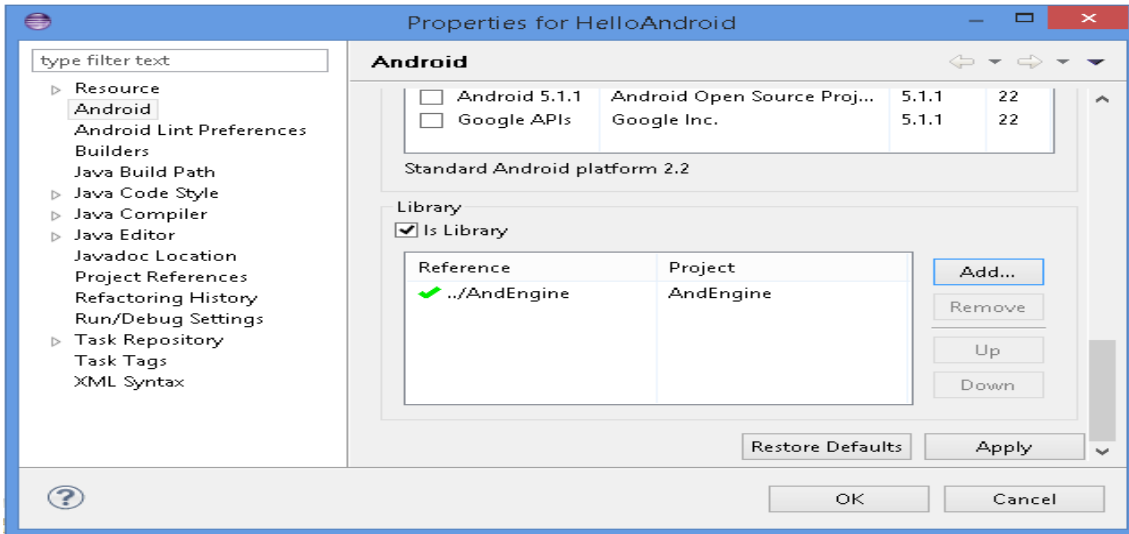 Properties for HelloAndroid
type filter text
Resource
Android
Android Lint Preferences
Builders
Java Build Path
Java Code Style
Java Compiler
Java Editor
Javadoc Location
Project References
Refactoring History
Run/Debug Settings
Task Repository
Task Tags
XML Syntax
Android
Android 5.1.1 Android Open Source Proj... 5.1.1 22
Google APIs Google Inc. 5.1.1 22
Standard Android platform 2.2
Library
Is Library
Reference Project
../AndEngine AndEngine
Add...
Remove
Up
Down
Restore Defaults Apply
? OK Cancel